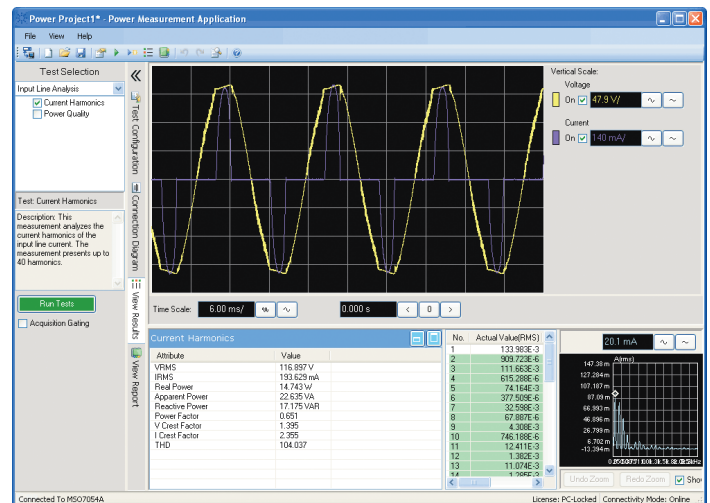 Power Project1* - Power Measurement Application
File View Help
Test Selection
Input Line Analysis
Current Harmonics
Power Quality
Test: Current Harmonics
Description: This
measurement analyzes the
current harmonics of the
input line current. The
measurement presents up to
40 harmonics.
Run Tests
Acquisition Gating
Test Configuration
Connection Diagram
View Results
View Report
Vertical Scale:
Voltage
On 47.9 V/
Current
On 140 mA/
Time Scale: 6.00 ms/ 0.000 s < 0 >
Current Harmonics
Attribute Value
VRMS 116.897 V
IRMS 193.629 mA
Real Power 14.743 W
Apparent Power 22.635 VA
Reactive Power 17.175 VAR
Power Factor 0.651
V Crest Factor 1.395
I Crest Factor 2.355
THD 104.037
No. Actual Value(RMS)
1 133.983E-3
2 909.723E-6
3 111.663E-3
4 615.288E-6
5 74.164E-3
6 377.509E-6
7 32.598E-3
8 67.887E-6
9 4.308E-3
10 746.188E-6
11 12.411E-3
12 1.382E-3
13 11.074E-3
14 1.285E-3
20.1 mA
A(rms)
147.38 m
127.284 m
107.187 m
87.09 m
66.993 m
46.896 m
26.799 m
6.702 m
-13.394 m
Undo Zoom Redo Zoom Show
Connected To MSO7054A
License: PC-Locked Connectivity Mode: Online